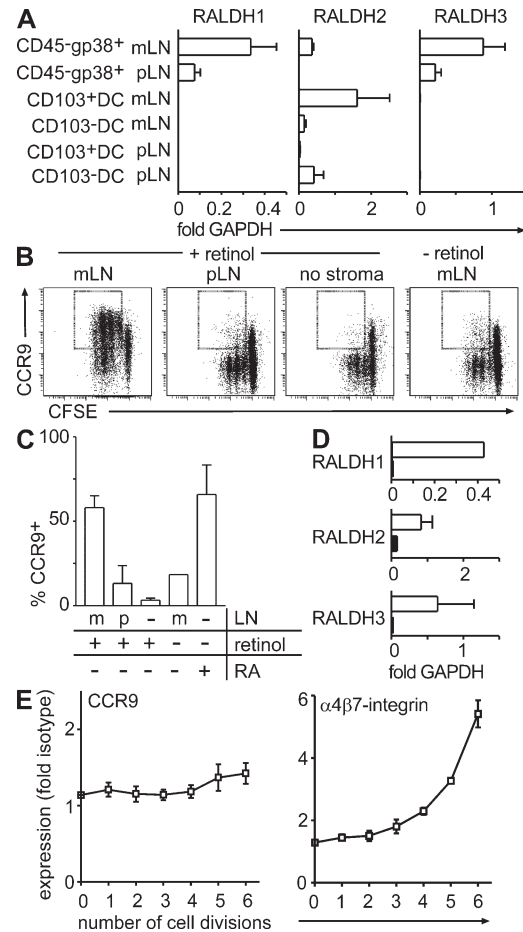 A RALDH1 RALDH2 RALDH3
CD45-gp38+ mLN
CD45-gp38+ pLN
CD103+DC mLN
CD103-DC mLN
CD103+DC pLN
CD103-DC pLN
0 0.4 0 2 0 1
fold GAPDH
B + retinol - retinol
mLN pLN no stroma mLN
CCR9
CFSE
C
% CCR9+
100
50
0
m p - m - LN
+ + + - - retinol
- - - - + RA
D
RALDH1
0 0.2 0.4
RALDH2
0 2
RALDH3
0 1
fold GAPDH
E
expression (fold isotype)
CCR9
2
1
0
0 1 2 3 4 5 6
number of cell divisions
α4β7-integrin
6
4
2
0
0 1 2 3 4 5 6